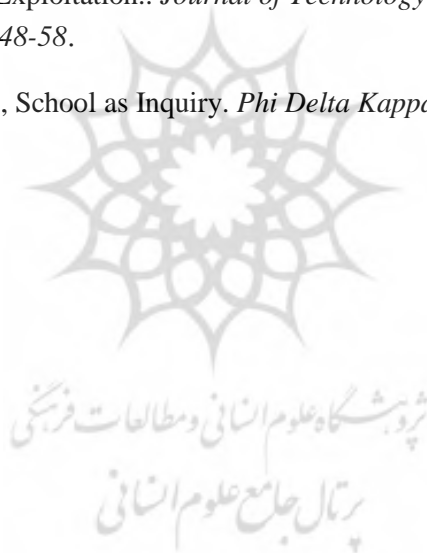 Exploitation.: Journal of Technology
48-58.
, School as Inquiry. Phi Delta Kappa
پژوهشگاه علوم انسانی و مطالعات فرهنگی
پرتال جامع علوم انسانی